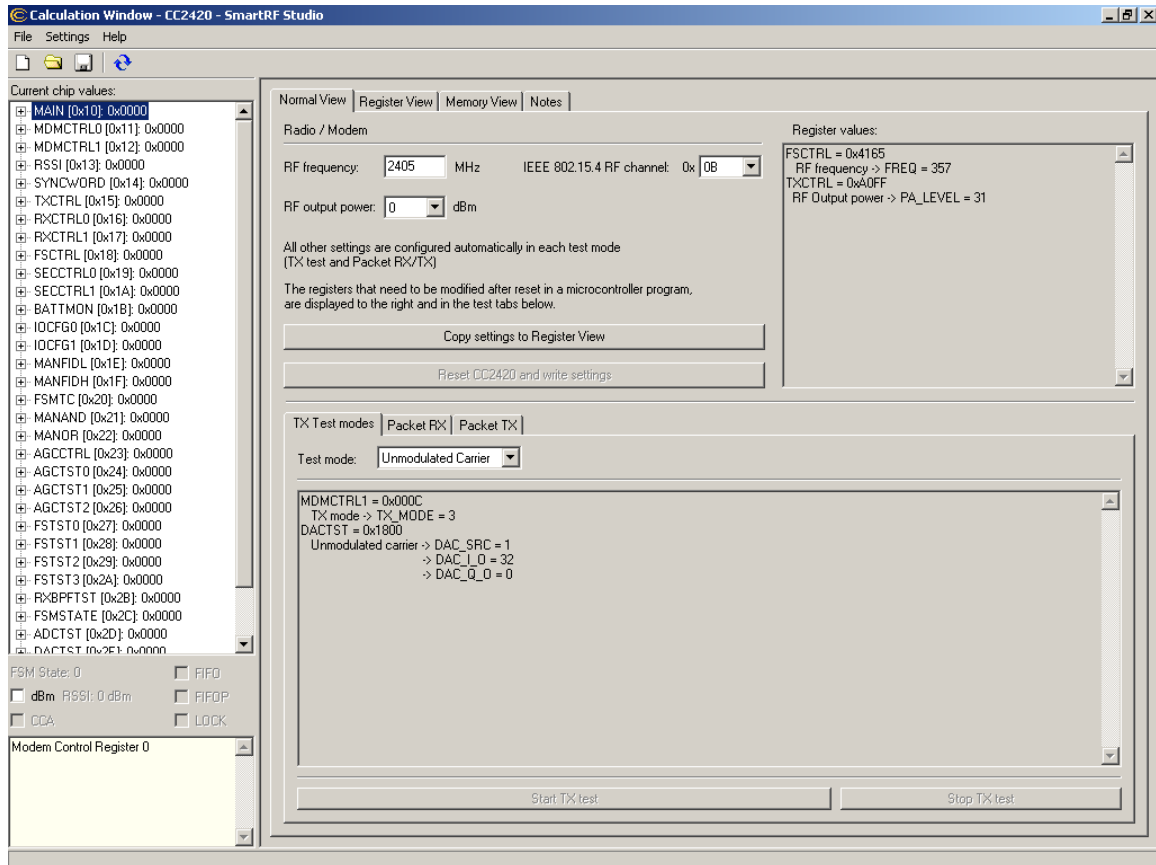 Calculation Window - CC2420 - SmartRF Studio
File Settings Help
Current chip values:
MAIN [0x10]: 0x0000
MDMCTRL0 [0x11]: 0x0000
MDMCTRL1 [0x12]: 0x0000
RSSI [0x13]: 0x0000
SYNCWORD [0x14]: 0x0000
TXCTRL [0x15]: 0x0000
RXCTRL0 [0x16]: 0x0000
RXCTRL1 [0x17]: 0x0000
FSCTRL [0x18]: 0x0000
SECCTRL0 [0x19]: 0x0000
SECCTRL1 [0x1A]: 0x0000
BATTMON [0x1B]: 0x0000
IOCFG0 [0x1C]: 0x0000
IOCFG1 [0x1D]: 0x0000
MANFIDL [0x1E]: 0x0000
MANFIDH [0x1F]: 0x0000
FSMTC [0x20]: 0x0000
MANAND [0x21]: 0x0000
MANOR [0x22]: 0x0000
AGCCTRL [0x23]: 0x0000
AGCTST0 [0x24]: 0x0000
AGCTST1 [0x25]: 0x0000
AGCTST2 [0x26]: 0x0000
FSTST0 [0x27]: 0x0000
FSTST1 [0x28]: 0x0000
FSTST2 [0x29]: 0x0000
FSTST3 [0x2A]: 0x0000
RXBPFTST [0x2B]: 0x0000
FSMSTATE [0x2C]: 0x0000
ADCTST [0x2D]: 0x0000
DACTST [0x2E]: 0x0000
FSM State: 0 FIFO
dBm RSSI: 0 dBm FIFOP
CCA LOCK
Modem Control Register 0
Normal View Register View Memory View Notes
Radio / Modem
RF frequency: 2405 MHz IEEE 802.15.4 RF channel: 0x 0B
RF output power: 0 dBm
All other settings are configured automatically in each test mode
(TX test and Packet RX/TX)
The registers that need to be modified after reset in a microcontroller program,
are displayed to the right and in the test tabs below.
Copy settings to Register View
Reset CC2420 and write settings
Register values:
FSCTRL = 0x4165
RF frequency -> FREQ = 357
TXCTRL = 0xA0FF
RF Output power -> PA_LEVEL = 31
TX Test modes Packet RX Packet TX
Test mode: Unmodulated Carrier
MDMCTRL1 = 0x000C
TX mode -> TX_MODE = 3
DACTST = 0x1800
Unmodulated carrier -> DAC_SRC = 1
-> DAC_I_O = 32
-> DAC_Q_O = 0
Start TX test Stop TX test